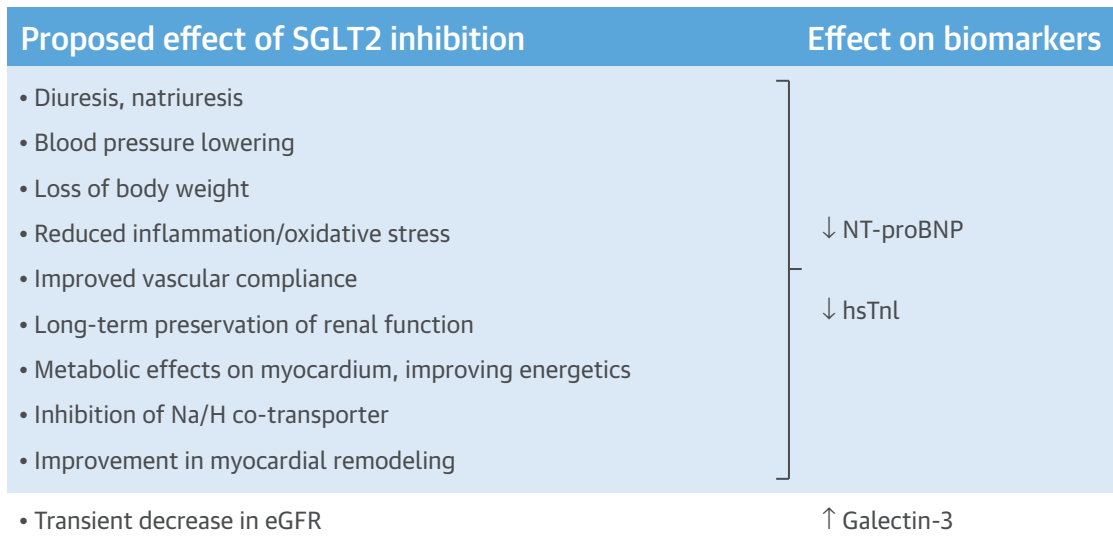 Proposed effect of SGLT2 inhibition Effect on biomarkers
• Diuresis, natriuresis
• Blood pressure lowering
• Loss of body weight
• Reduced inflammation/oxidative stress ↓ NT-proBNP
• Improved vascular compliance
• Long-term preservation of renal function ↓ hsTnl
• Metabolic effects on myocardium, improving energetics
• Inhibition of Na/H co-transporter
• Improvement in myocardial remodeling
• Transient decrease in eGFR ↑ Galectin-3